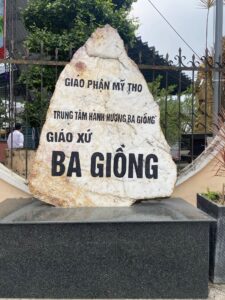 GIÁO PHẬN MỸ THO
TRUNG TÂM HÀNH HƯƠNG BA GIỒNG
GIÁO XỨ
BA GIỒNG